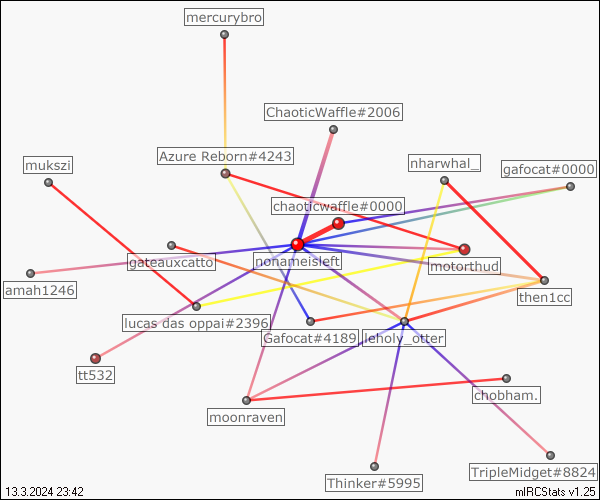 mercurybro
ChaoticWaffle#2006
Azure Reborn#4243
nharwhal_
mukszi
gafocat#0000
chaoticwaffle#0000
gateauxcatto
nonameisleft
motorthud
amah1246
then1cc
lucas das oppai#2396
Gafocat#4189
leholy_otter
tt532
chobham.
moonraven
TripleMidget#8824
Thinker#5995
13.3.2024 23:42
mIRCStats v1.25